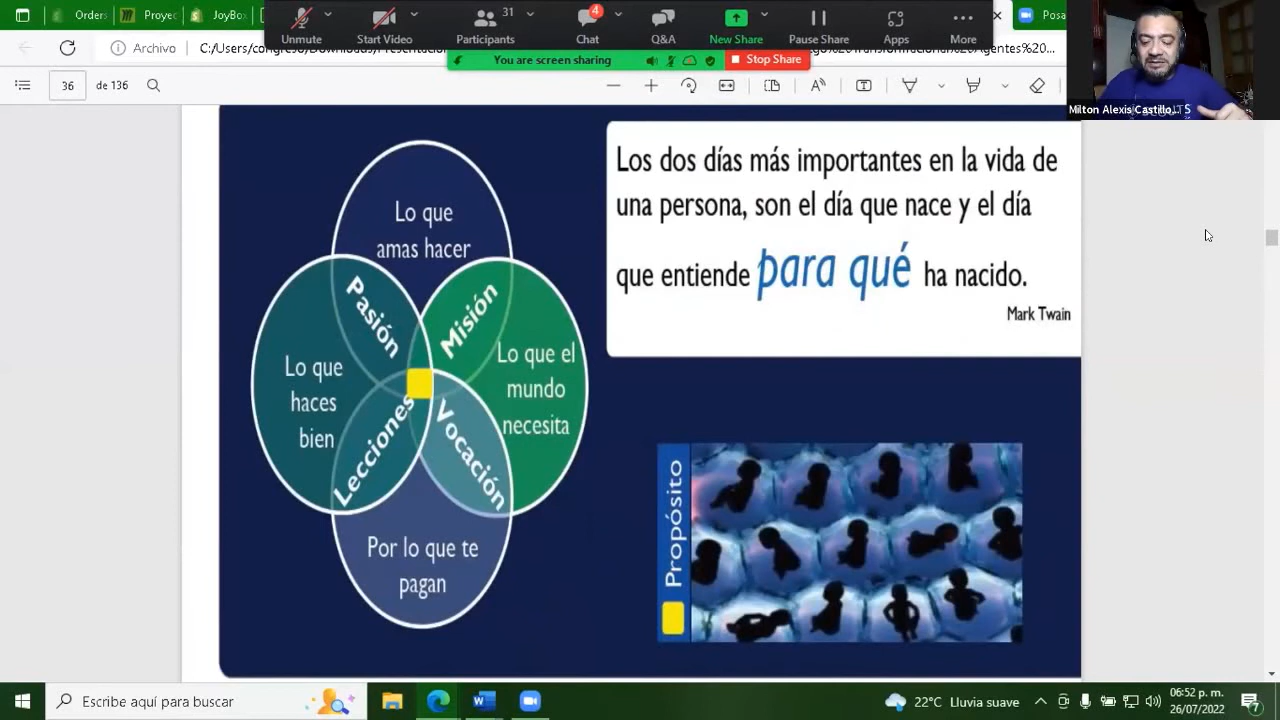 Orders
Proyec
JoyBox
Posa
Unmute
Start Video
Participants
31
Chat
4
Q&A
New Share
Pause Share
Apps
More
You are screen sharing
Stop Share
Archivo
Milton Alexis Castillo...
de 136
Lo que
amas hacer
Pasión
Misión
Lo que
haces
bien
Lo que el
mundo
necesita
Lecciones
Vocación
Por lo que te
pagan
Los dos días más importantes en la vida de
una persona, son el día que nace y el día
que entiende para qué ha nacido.
Mark Twain
Propósito
Escribe aquí para buscar
22°C Lluvia suave
06:52 p. m.
26/07/2022
7